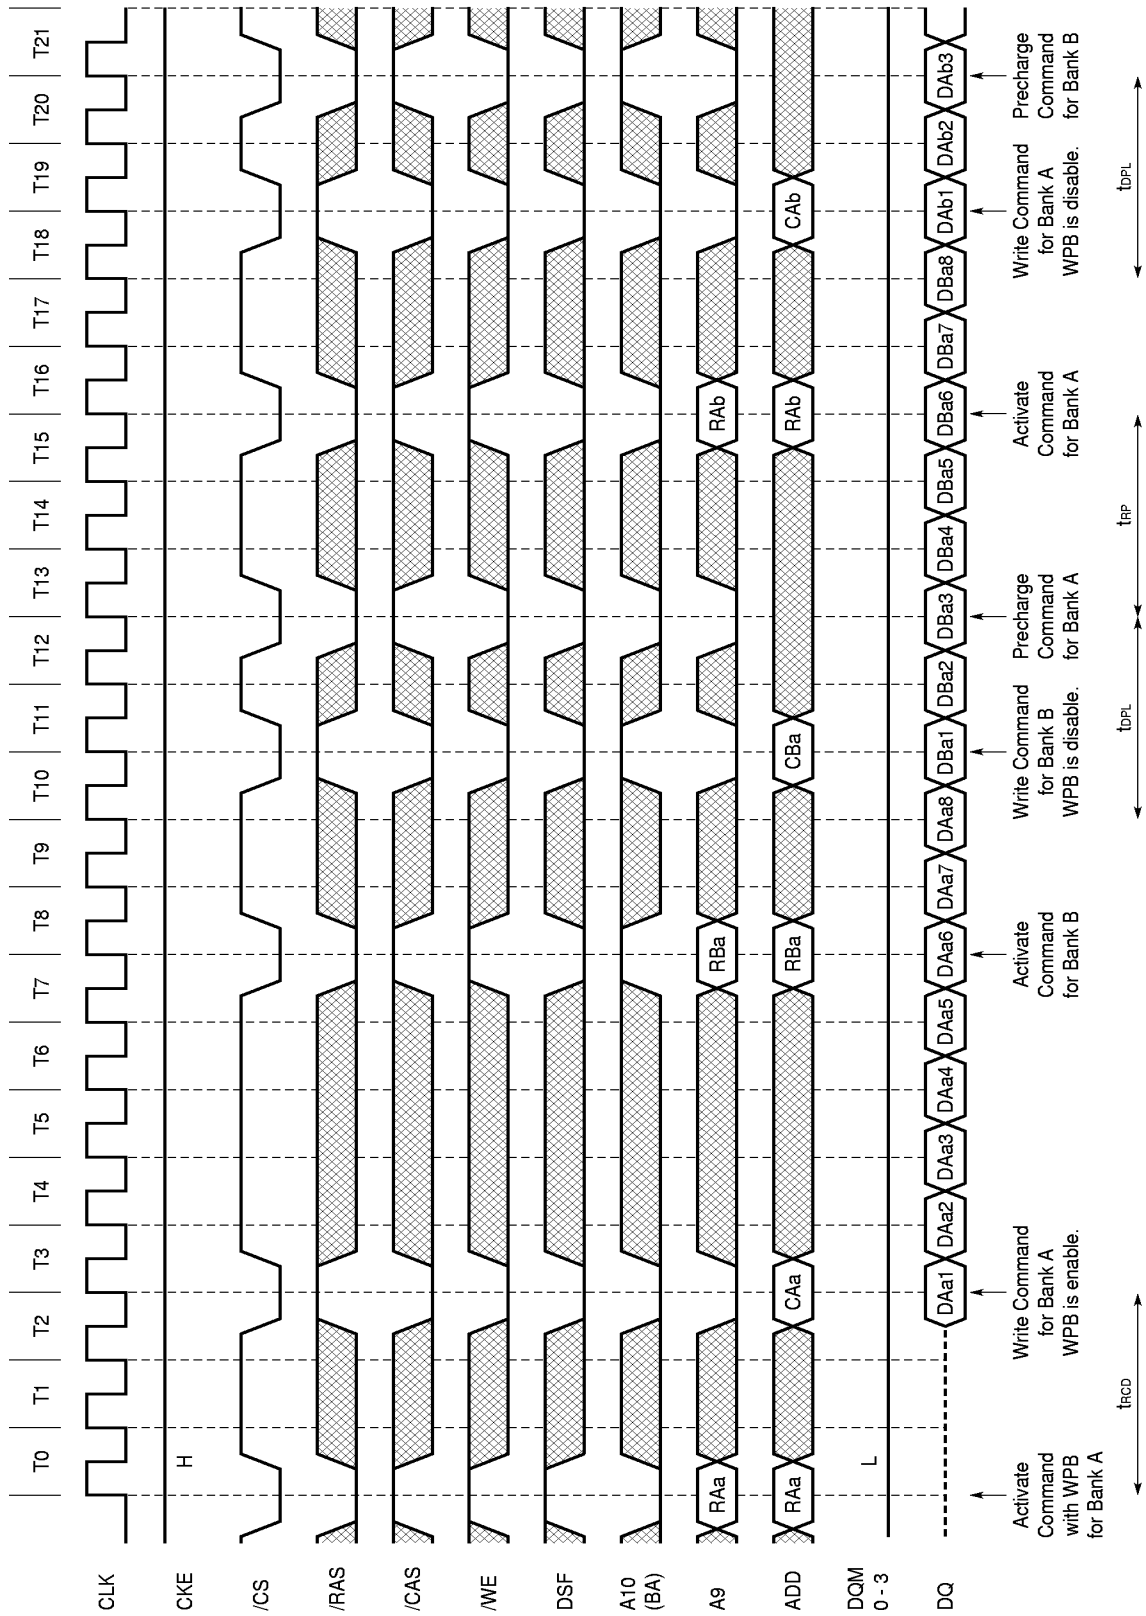 T0 T1 T2 T3 T4 T5 T6 T7 T8 T9 T10 T11 T12 T13 T14 T15 T16 T17 T18 T19 T20 T21
CLK
CKE
H
/CS
/RAS
/CAS
/WE
DSF
A10
(BA)
A9
RAa RBa RAb
ADD
RAa CAa RBa CBa RAb CAb
DQM
0 - 3
L
DQ
DAa1 DAa2 DAa3 DAa4 DAa5 DAa6 DAa7 DAa8 DBa1 DBa2 DBa3 DBa4 DBa5 DBa6 DBa7 DBa8 DAb1 DAb2 DAb3
Activate
Command
with WPB
for Bank A
Write Command
for Bank A
WPB is enable.
Activate
Command
for Bank B
Write Command
for Bank B
WPB is disable.
Precharge
Command
for Bank A
Activate
Command
for Bank A
Write Command
for Bank A
WPB is disable.
Precharge
Command
for Bank B
tRCD
tDPL
tRP
tDPL